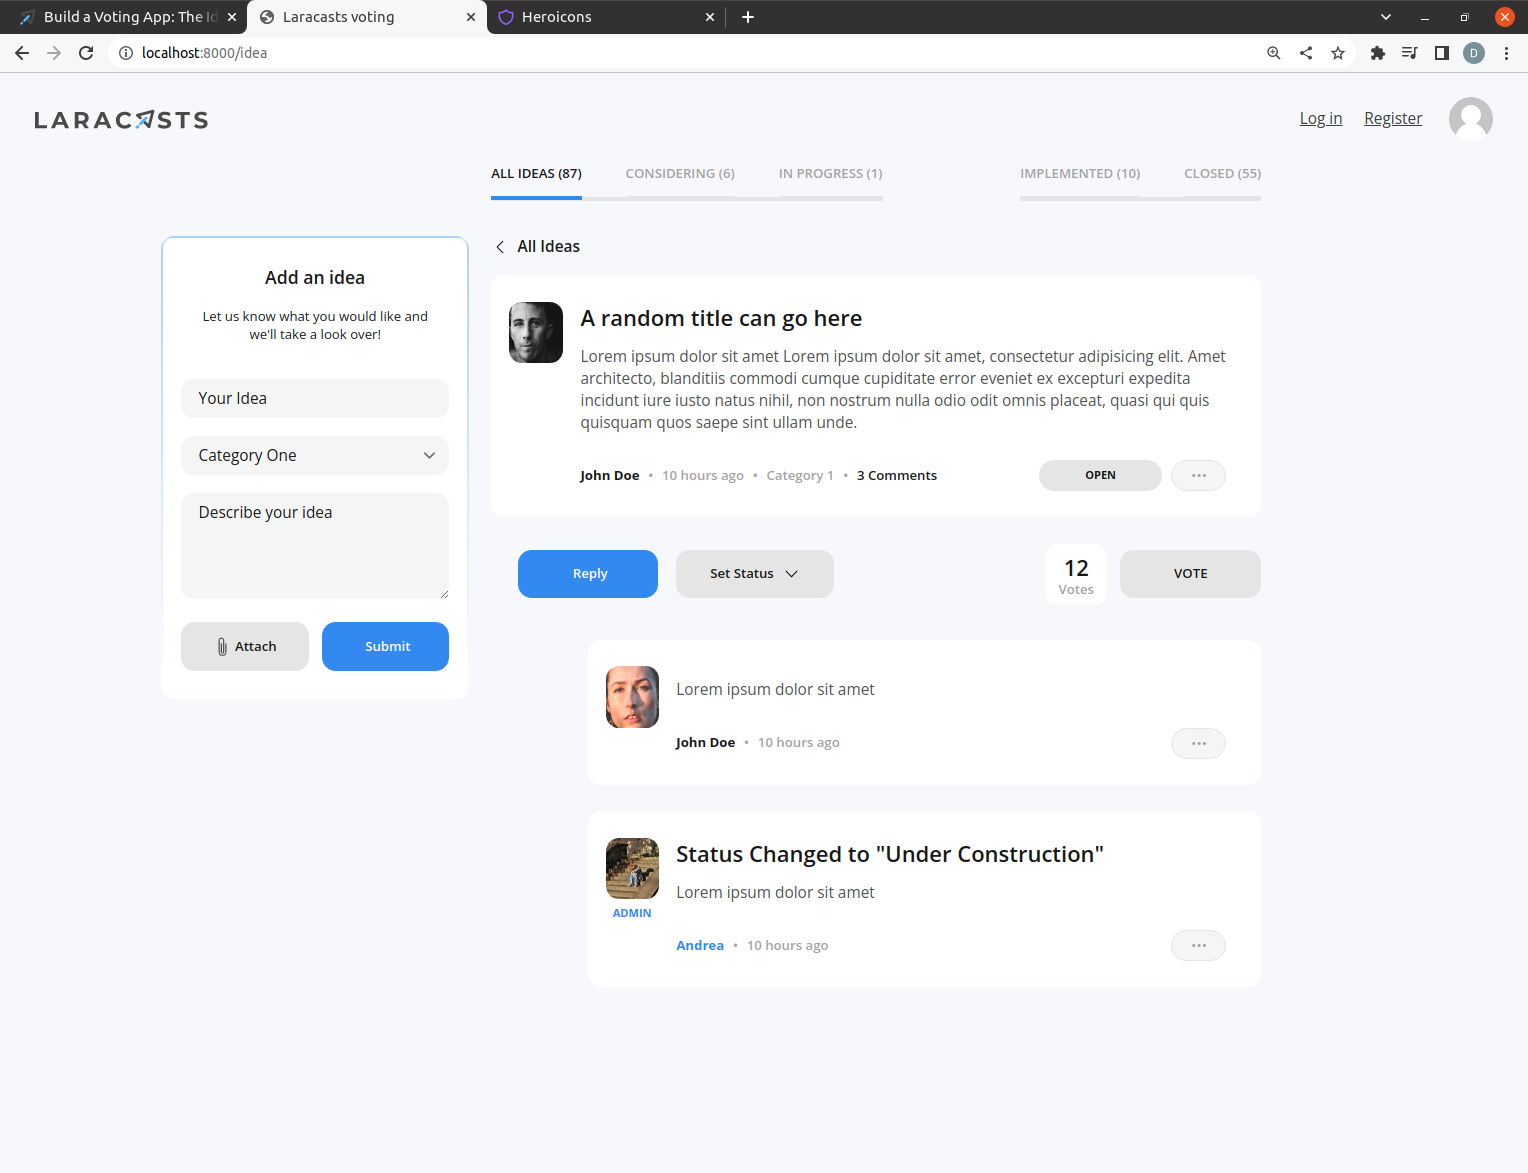 Build a Voting App: The Id
Laracasts voting
Heroicons
localhost:8000/idea
D
LARACASTS
Log in
Register
ALL IDEAS (87)
CONSIDERING (6)
IN PROGRESS (1)
IMPLEMENTED (10)
CLOSED (55)
Add an idea
Let us know what you would like and
we'll take a look over!
Your Idea
Category One
Describe your idea
Attach
Submit
All Ideas
A random title can go here
Lorem ipsum dolor sit amet Lorem ipsum dolor sit amet, consectetur adipisicing elit. Amet
architecto, blanditiis commodi cumque cupiditate error eveniet ex excepturi expedita
incidunt iure iusto natus nihil, non nostrum nulla odio odit omnis placeat, quasi qui quis
quisquam quos saepe sint ullam unde.
John Doe • 10 hours ago • Category 1 • 3 Comments
OPEN
Reply
Set Status
12
Votes
VOTE
Lorem ipsum dolor sit amet
John Doe • 10 hours ago
Status Changed to "Under Construction"
Lorem ipsum dolor sit amet
ADMIN
Andrea • 10 hours ago